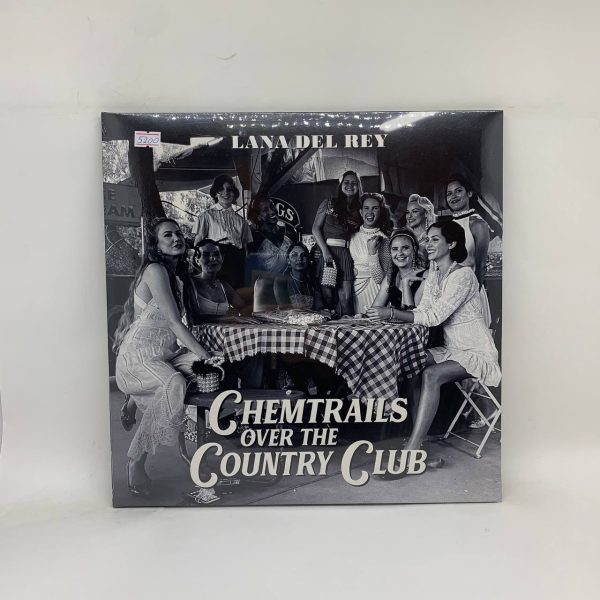 LANA DEL REY
CHEMTRAILS
OVER THE
COUNTRY CLUB